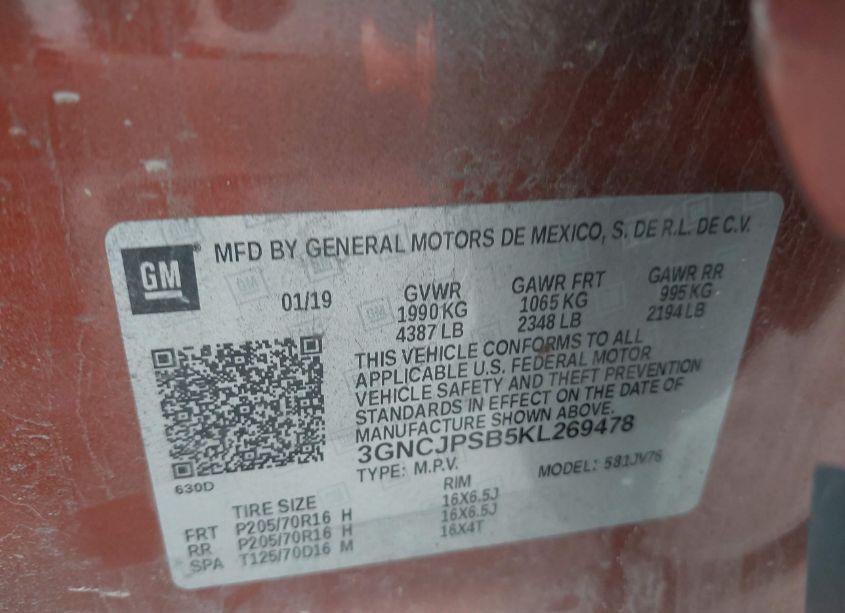 GM
MFD BY GENERAL MOTORS DE MEXICO, S. DE R.L. DE C.V.
01/19
GVWR
1990 KG
4387 LB
GAWR FRT
1065 KG
2348 LB
GAWR RR
995 KG
2194 LB
THIS VEHICLE CONFORMS TO ALL
APPLICABLE U.S. FEDERAL MOTOR
VEHICLE SAFETY AND THEFT PREVENTION
STANDARDS IN EFFECT ON THE DATE OF
MANUFACTURE SHOWN ABOVE.
3GNCJPSB5KL269478
TYPE: M.P.V. MODEL: 581JV76
630D
TIRE SIZE RIM
FRT P205/70R16 H 16X6.5J
RR P205/70R16 H 16X6.5J
SPA T125/70D16 M 16X4T